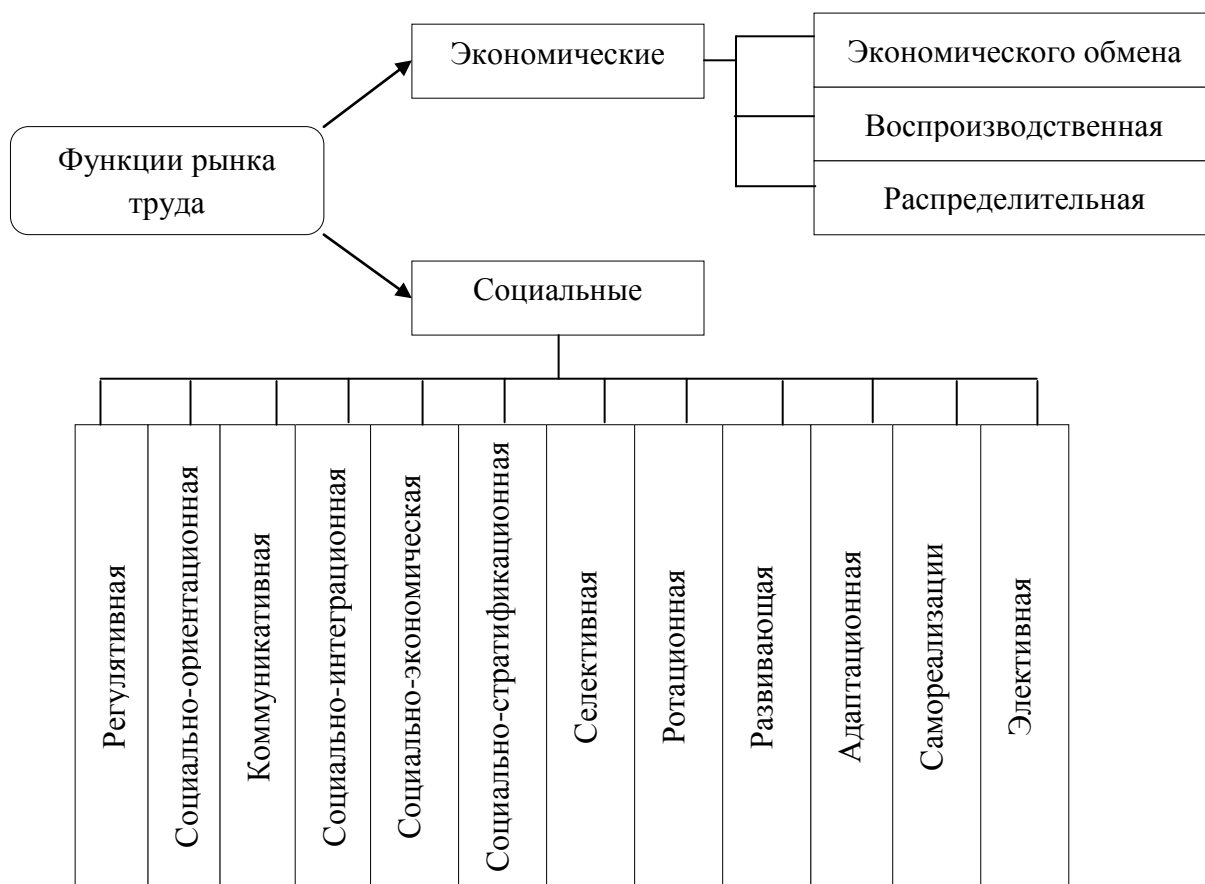 Экономические
Экономического обмена
Воспроизводственная
Распределительная
Функции рынка
труда
Социальные
Регулятивная
Социально-ориентационная
Коммуникативная
Социально-интеграционная
Социально-экономическая
Социально-стратификационная
Селективная
Ротационная
Развивающая
Адаптационная
Самореализации
Элективная